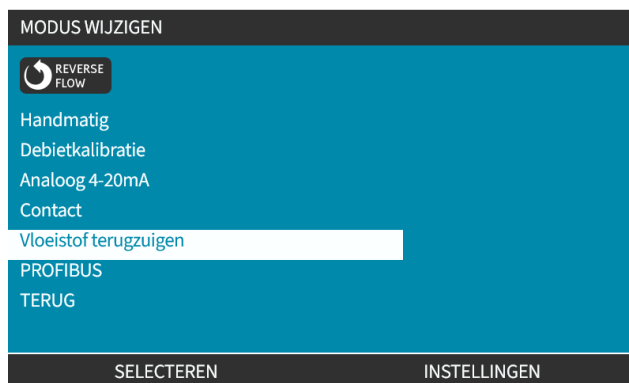 MODUS WIJZIGEN
REVERSE
FLOW
Handmatig
Debietkalibratie
Analoog 4-20mA
Contact
Vloeistof terugzuigen
PROFIBUS
TERUG
SELECTEREN INSTELLINGEN